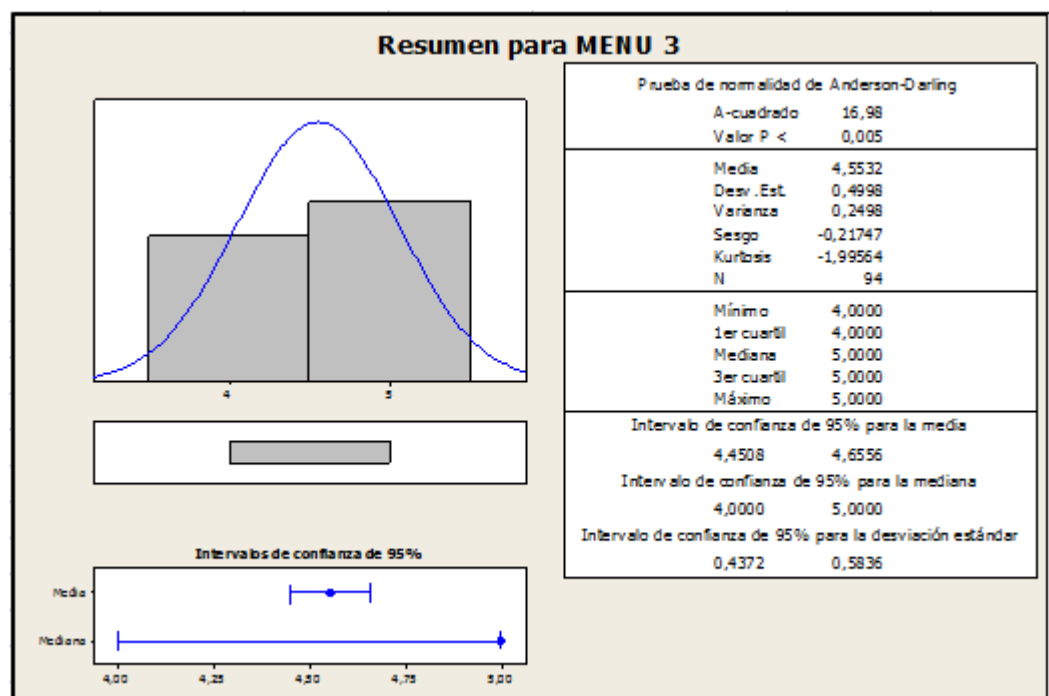 Resumen para MENU 3
4 5
Intervalos de confianza de 95%
Media
Mediana
4,00 4,25 4,50 4,75 5,00
Prueba de normalidad de Anderson-Darling
A-cuadrado 16,98
Valor P < 0,005
Media 4,5532
Desv.Est. 0,4998
Varianza 0,2498
Sesgo -0,21747
Kurtosis -1,99564
N 94
Mínimo 4,0000
1er cuartil 4,0000
Mediana 5,0000
3er cuartil 5,0000
Máximo 5,0000
Intervalo de confianza de 95% para la media
4,4508 4,6556
Intervalo de confianza de 95% para la mediana
4,0000 5,0000
Intervalo de confianza de 95% para la desviación estándar
0,4372 0,5836